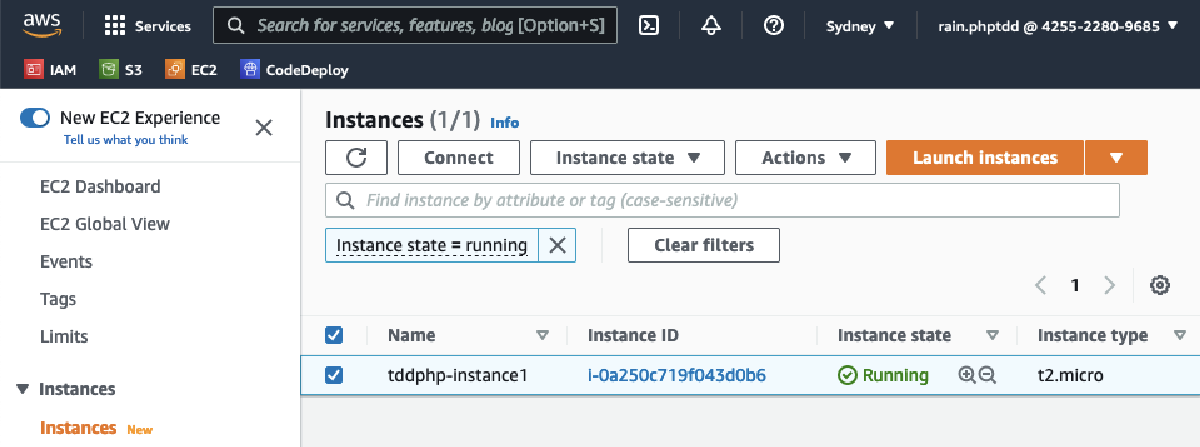 aws Services Search for services, features, blog [Option+S] Sydney ▼ rain.phptdd @ 4255-2280-9685 ▼
IAM S3 EC2 CodeDeploy
New EC2 Experience
Tell us what you think
EC2 Dashboard
EC2 Global View
Events
Tags
Limits
▼ Instances
Instances New
Instances (1/1) Info
Connect Instance state ▼ Actions ▼ Launch instances ▼
Find instance by attribute or tag (case-sensitive)
Instance state = running Clear filters
1
Name Instance ID Instance state Instance type
tddphp-instance1 i-0a250c719f043d0b6 Running t2.micro